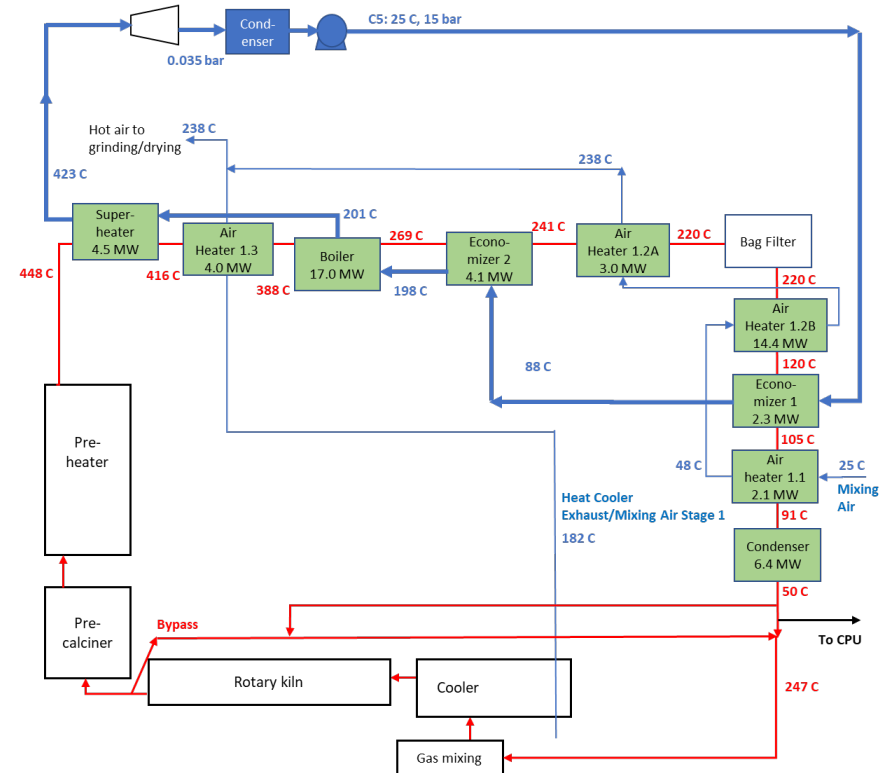 C5: 25 C, 15 bar
Cond-
enser
0.035 bar
Hot air to
grinding/drying
238 C
238 C
423 C
Super-
heater
4.5 MW
201 C
Air
Heater 1.3
4.0 MW
Boiler
17.0 MW
269 C
Econo-
mizer 2
4.1 MW
241 C
Air
Heater 1.2A
3.0 MW
220 C
Bag Filter
448 C
416 C
388 C
198 C
220 C
Air
Heater 1.2B
14.4 MW
120 C
88 C
Econo-
mizer 1
2.3 MW
105 C
Pre-
heater
48 C
Air
heater 1.1
2.1 MW
25 C
Mixing
Air
Heat Cooler
Exhaust/Mixing Air Stage 1
182 C
91 C
Condenser
6.4 MW
50 C
Pre-
calciner
Bypass
To CPU
Rotary kiln
Cooler
247 C
Gas mixing